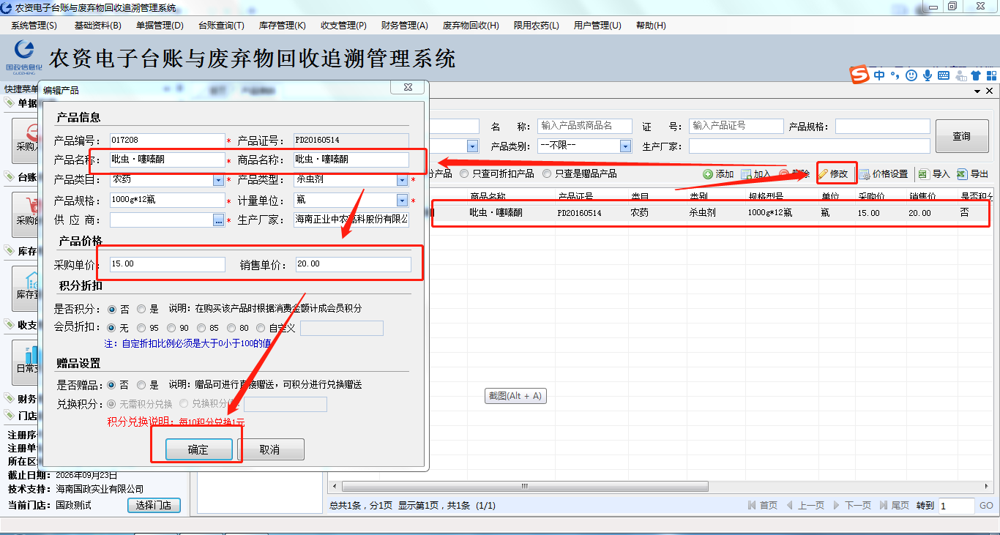 农资电子台账与废弃物回收追溯管理系统
系统管理(S) 基础资料(B) 单据管理(D) 台账查询(T) 库存管理(K) 收支管理(P) 财务管理(A) 废弃物回收(H) 限用农药(L) 用户管理(U) 帮助(H)
国政信息化
农资电子台账与废弃物回收追溯管理系统
中
快捷菜单
编辑产品
产品信息
产品编号： 017208 * 产品证号： PD20160514
产品名称： 吡虫·噻嗪酮 * 商品名称： 吡虫·噻嗪酮
产品类目： 农药 * 产品类型： 杀虫剂 *
产品规格： 1000g*12瓶 * 计量单位： 瓶 *
供 应 商： ... * 生产厂家： 海南正业中农高科股份有限公
产品价格
采购单价： 15.00 销售单价： 20.00
积分折扣
是否积分： 否 是 说明：在购买该产品时根据消费金额计成会员积分
会员折扣： 无 95 90 85 80 自定义
注：自定折扣比例必须是大于0小于100的值
赠品设置
是否赠品： 否 是 说明：赠品可进行直接赠送，可积分进行兑换赠送
兑换积分： 无需积分兑换 兑换积分
积分兑换说明：每10积分兑换1元
确定 取消
单据
采购入
台账
采购台
库存
库存查
收支
日常支
财务
门店
注册序
注册单
所在区
截止日期： 2026年09月23日
技术支持： 海南国政实业有限公司
当前门店： 国政测试 选择门店
名 称： 输入产品或商品名 证 号： 输入产品证号 产品规格： 查询
产品类别： --不限-- 生产厂家：
产品 只查可折扣产品 只查是赠品产品 添加 加入 删除 修改 价格设置 导入 导出
商品名称 产品证号 类目 类别 规格型号 单位 采购价 销售价 是否积分
吡虫·噻嗪酮 PD20160514 农药 杀虫剂 1000g*12瓶 瓶 15.00 20.00 否
截图(Alt + A)
总共1条，分1页 显示第1页，共1条 (1/1) 首页 上一页 下一页 尾页 转到 1 GO